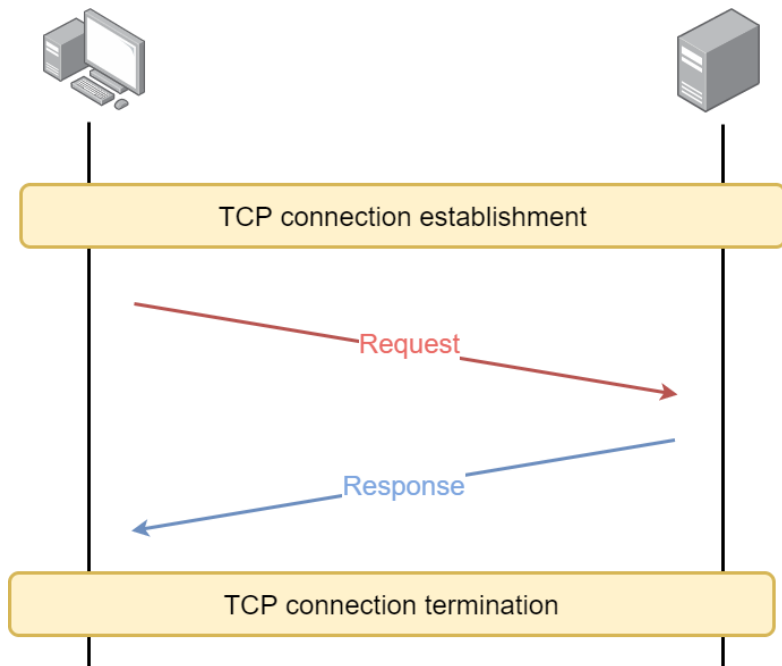 TCP connection establishment
Request
Response
TCP connection termination